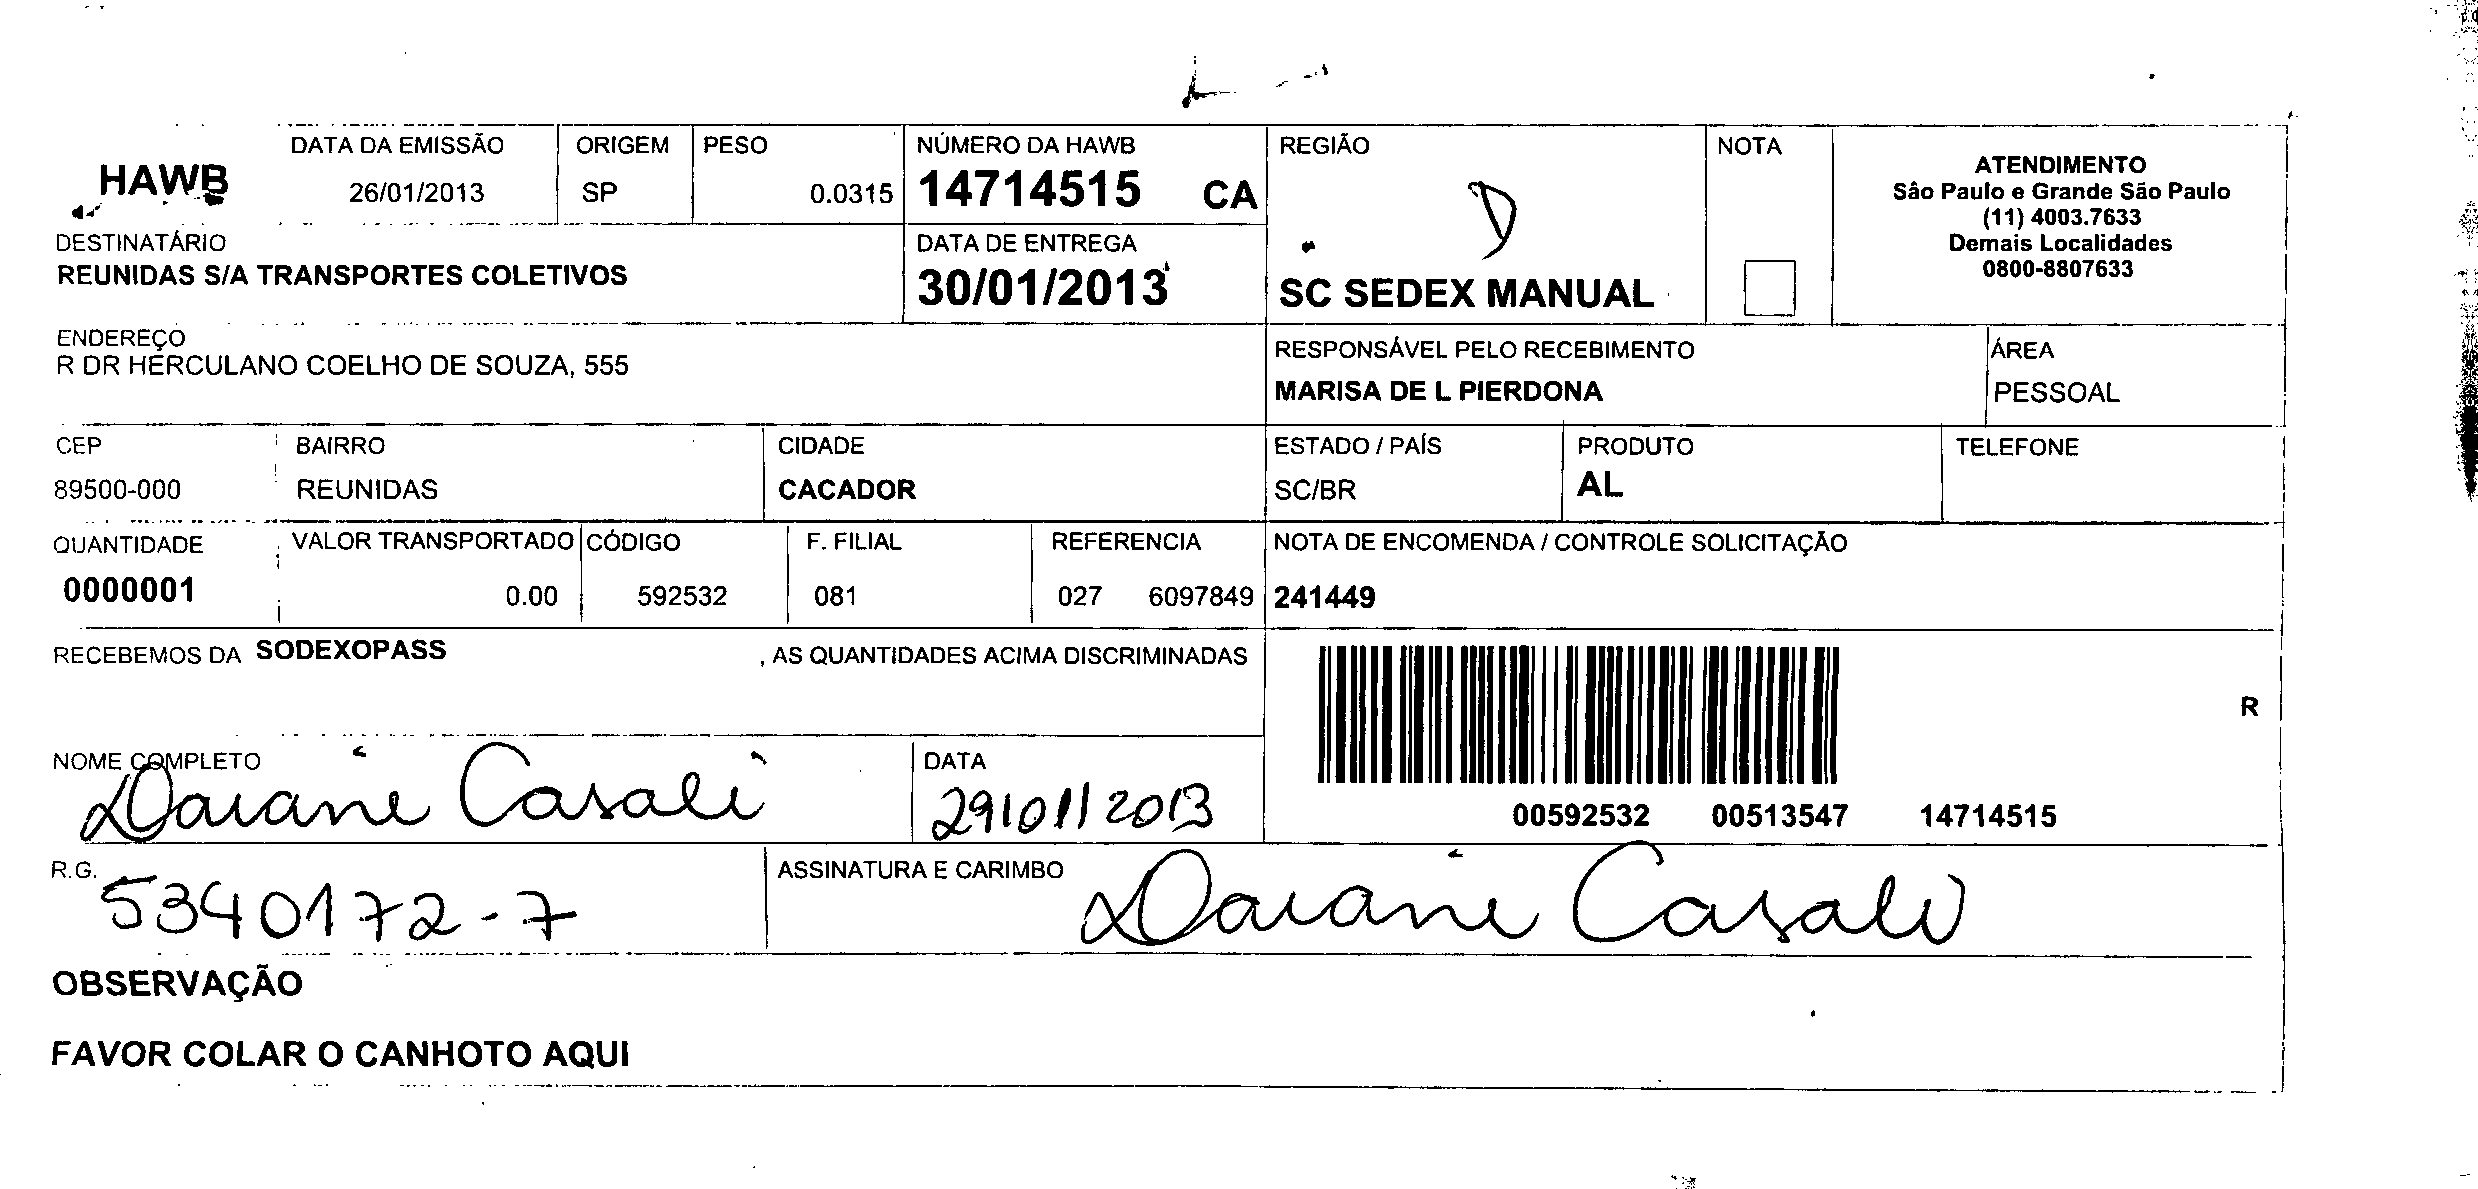 HAWB
DATA DA EMISSÃO
26/01/2013
ORIGEM
SP
PESO
0.0315
NÚMERO DA HAWB
14714515 CA
REGIÃO
D
SC SEDEX MANUAL
NOTA
ATENDIMENTO
São Paulo e Grande São Paulo
(11) 4003.7633
Demais Localidades
0800-8807633
DESTINATÁRIO
REUNIDAS S/A TRANSPORTES COLETIVOS
DATA DE ENTREGA
30/01/2013
ENDEREÇO
R DR HERCULANO COELHO DE SOUZA, 555
RESPONSÁVEL PELO RECEBIMENTO
MARISA DE L PIERDONA
ÁREA
PESSOAL
CEP
89500-000
BAIRRO
REUNIDAS
CIDADE
CACADOR
ESTADO / PAÍS
SC/BR
PRODUTO
AL
TELEFONE
QUANTIDADE
0000001
VALOR TRANSPORTADO
0.00
CÓDIGO
592532
F. FILIAL
081
REFERENCIA
027 6097849
NOTA DE ENCOMENDA / CONTROLE SOLICITAÇÃO
241449
RECEBEMOS DA SODEXOPASS , AS QUANTIDADES ACIMA DISCRIMINADAS
R
00592532 00513547 14714515
NOME COMPLETO
Daiane Casali
DATA
29/01/2013
R.G.
5340172-7
ASSINATURA E CARIMBO
Daiane Casali
OBSERVAÇÃO
FAVOR COLAR O CANHOTO AQUI